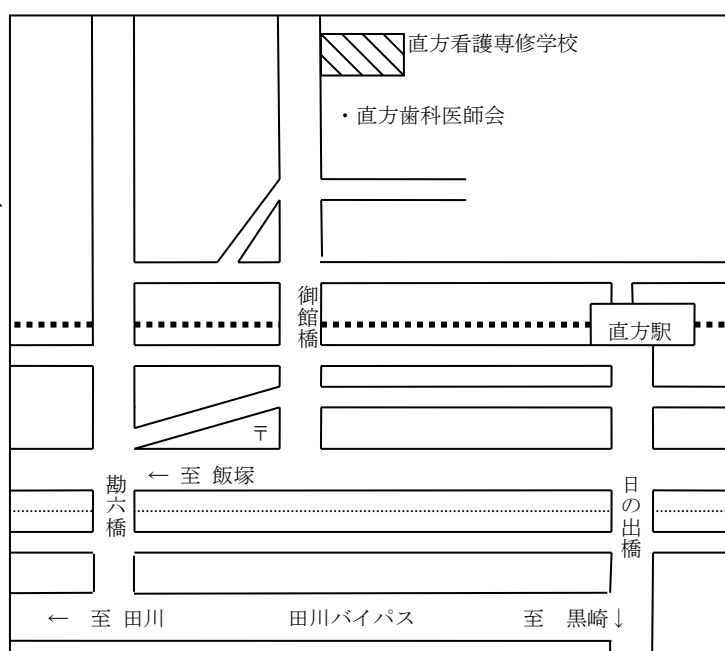 直方看護専修学校
・直方歯科医師会
御館橋
直方駅
〒
← 至 飯塚
勘六橋
日の出橋
← 至 田川
田川バイパス
至 黒崎↓